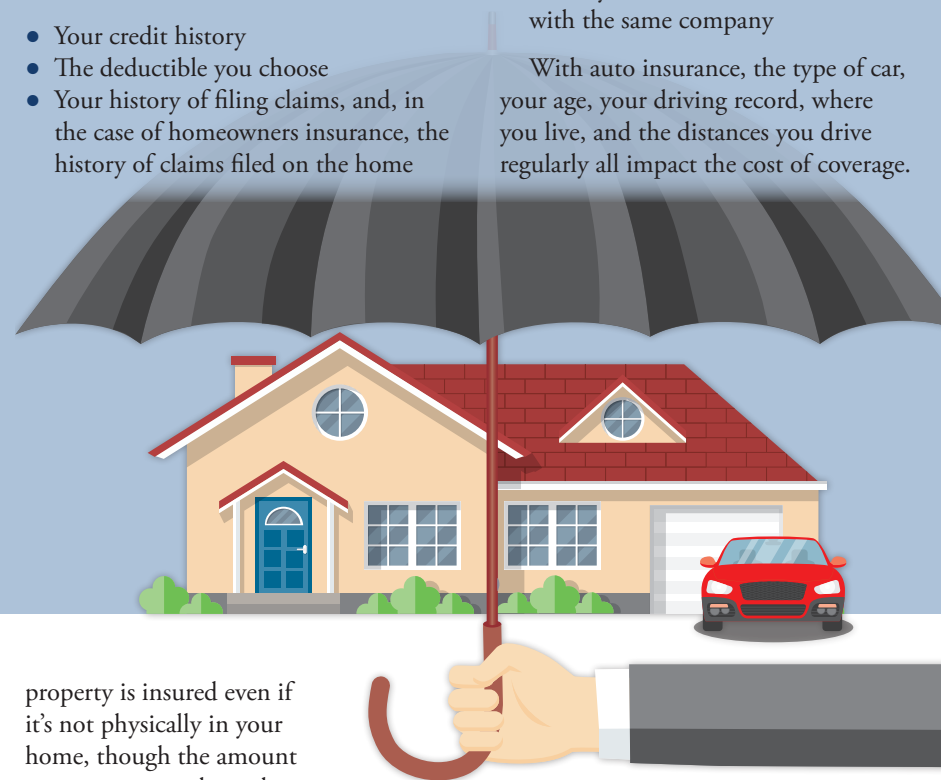 • Your credit history
• The deductible you choose
• Your history of filing claims, and, in
the case of homeowners insurance, the
history of claims filed on the home
with the same company
With auto insurance, the type of car,
your age, your driving record, where
you live, and the distances you drive
regularly all impact the cost of coverage.
property is insured even if
it’s not physically in your
home, though the amount